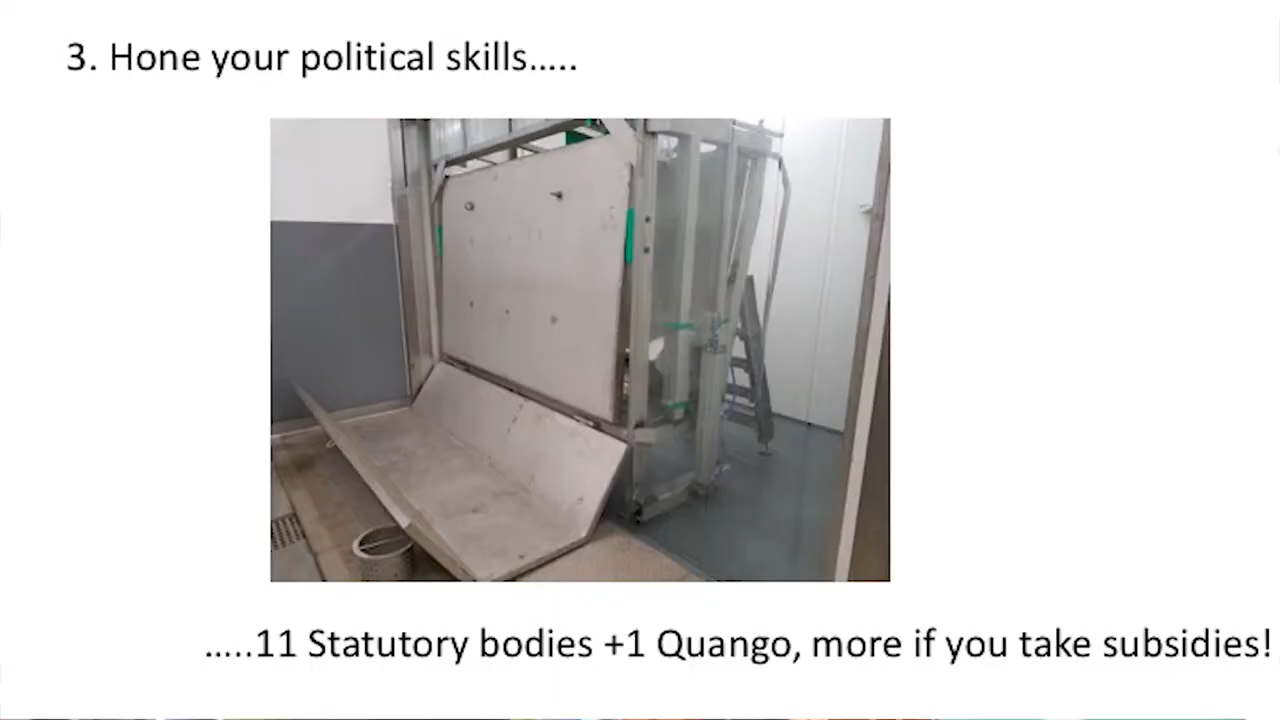 3. Hone your political skills.....
.....11 Statutory bodies +1 Quango, more if you take subsidies!